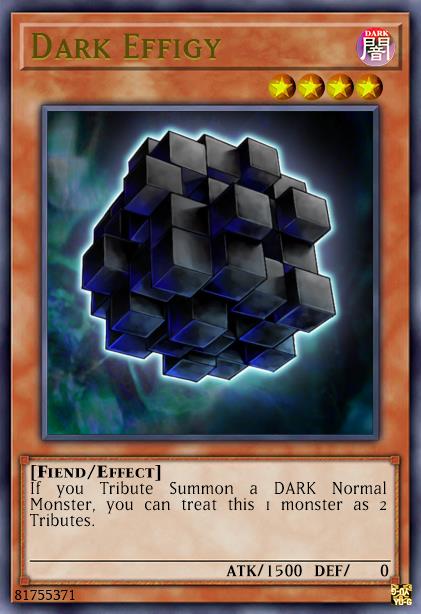 Dark Effigy
DARK
闇
[Fiend/Effect]
If you Tribute Summon a DARK Normal
Monster, you can treat this 1 monster as 2
Tributes.
ATK/1500 DEF/ 0
81755371